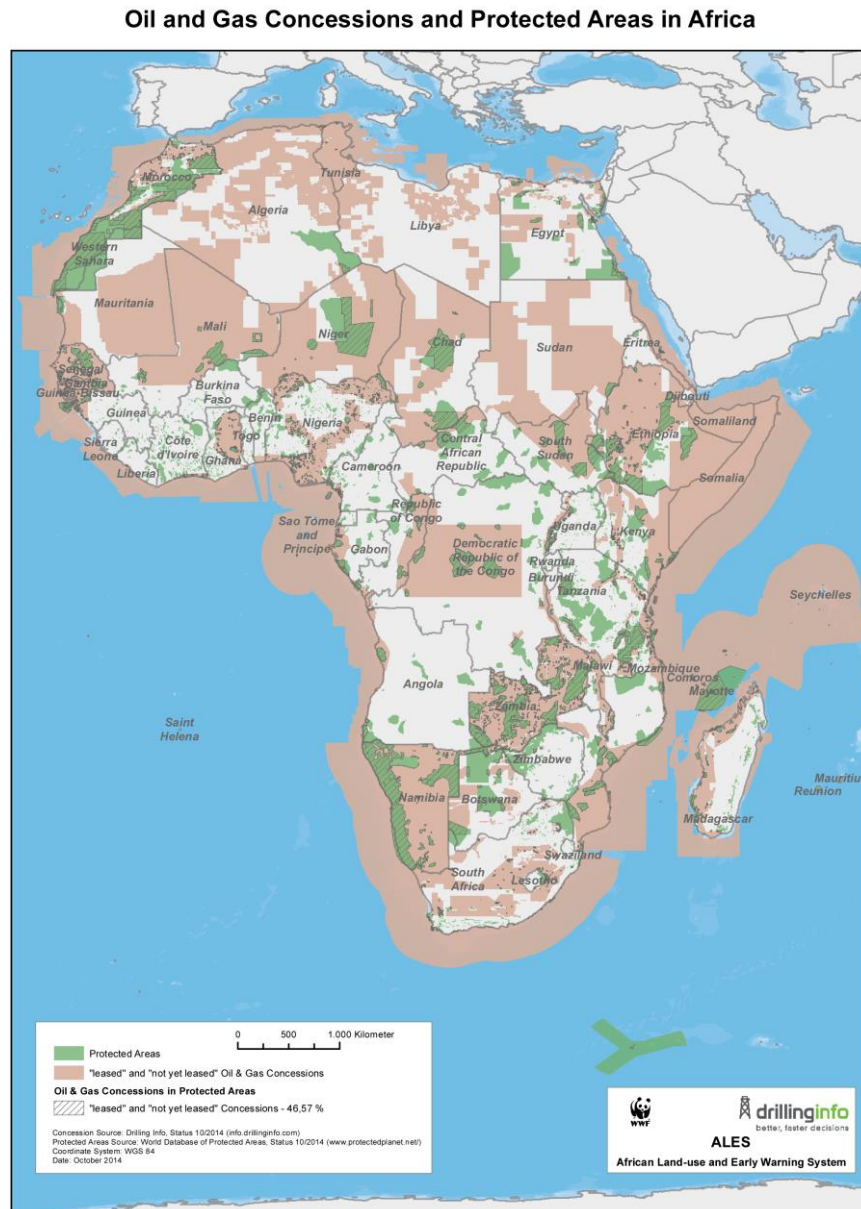 Oil and Gas Concessions and Protected Areas in Africa
Morocco
Tunisia
Algeria
Libya
Egypt
Western
Sahara
Mauritania
Mali
Niger
Chad
Sudan
Eritrea
Senegal
Gambia
Guinea-Bissau
Burkina
Faso
Djibouti
Guinea
Benin
Nigeria
Somaliland
Sierra
Leone
Côte
d'Ivoire
Togo
Ghana
Liberia
Central
African
Republic
South
Sudan
Ethiopia
Cameroon
Somalia
Sao Tome
and
Principe
Republic
of Congo
Uganda
Kenya
Gabon
Democratic
Republic of
the Congo
Rwanda
Burundi
Tanzania
Seychelles
Angola
Malawi
Mozambique
Comoros
Mayotte
Zambia
Saint
Helena
Zimbabwe
Namibia
Botswana
Mauritiu
Reunion
Madagascar
Swaziland
South
Africa
Lesotho
0 500 1.000 Kilometer
Protected Areas
"leased" and "not yet leased" Oil & Gas Concessions
Oil & Gas Concessions in Protected Areas
"leased" and "not yet leased" Concessions - 46,57 %
Concession Source: Drilling Info, Status 10/2014 (info.drillinginfo.com)
Protected Areas Source: World Database of Protected Areas, Status 10/2014 (www.protectedplanet.net/)
Coordinate System: WGS 84
Date: October 2014
WWF
drillinginfo
better, faster decisions
ALES
African Land-use and Early Warning System